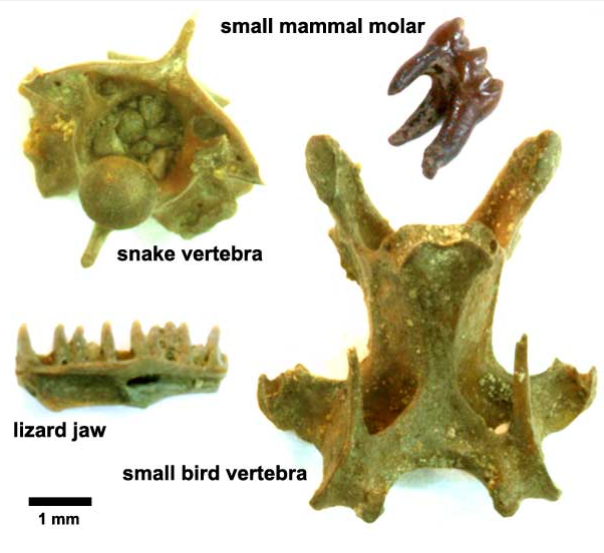 small mammal molar
snake vertebra
lizard jaw
small bird vertebra
1 mm